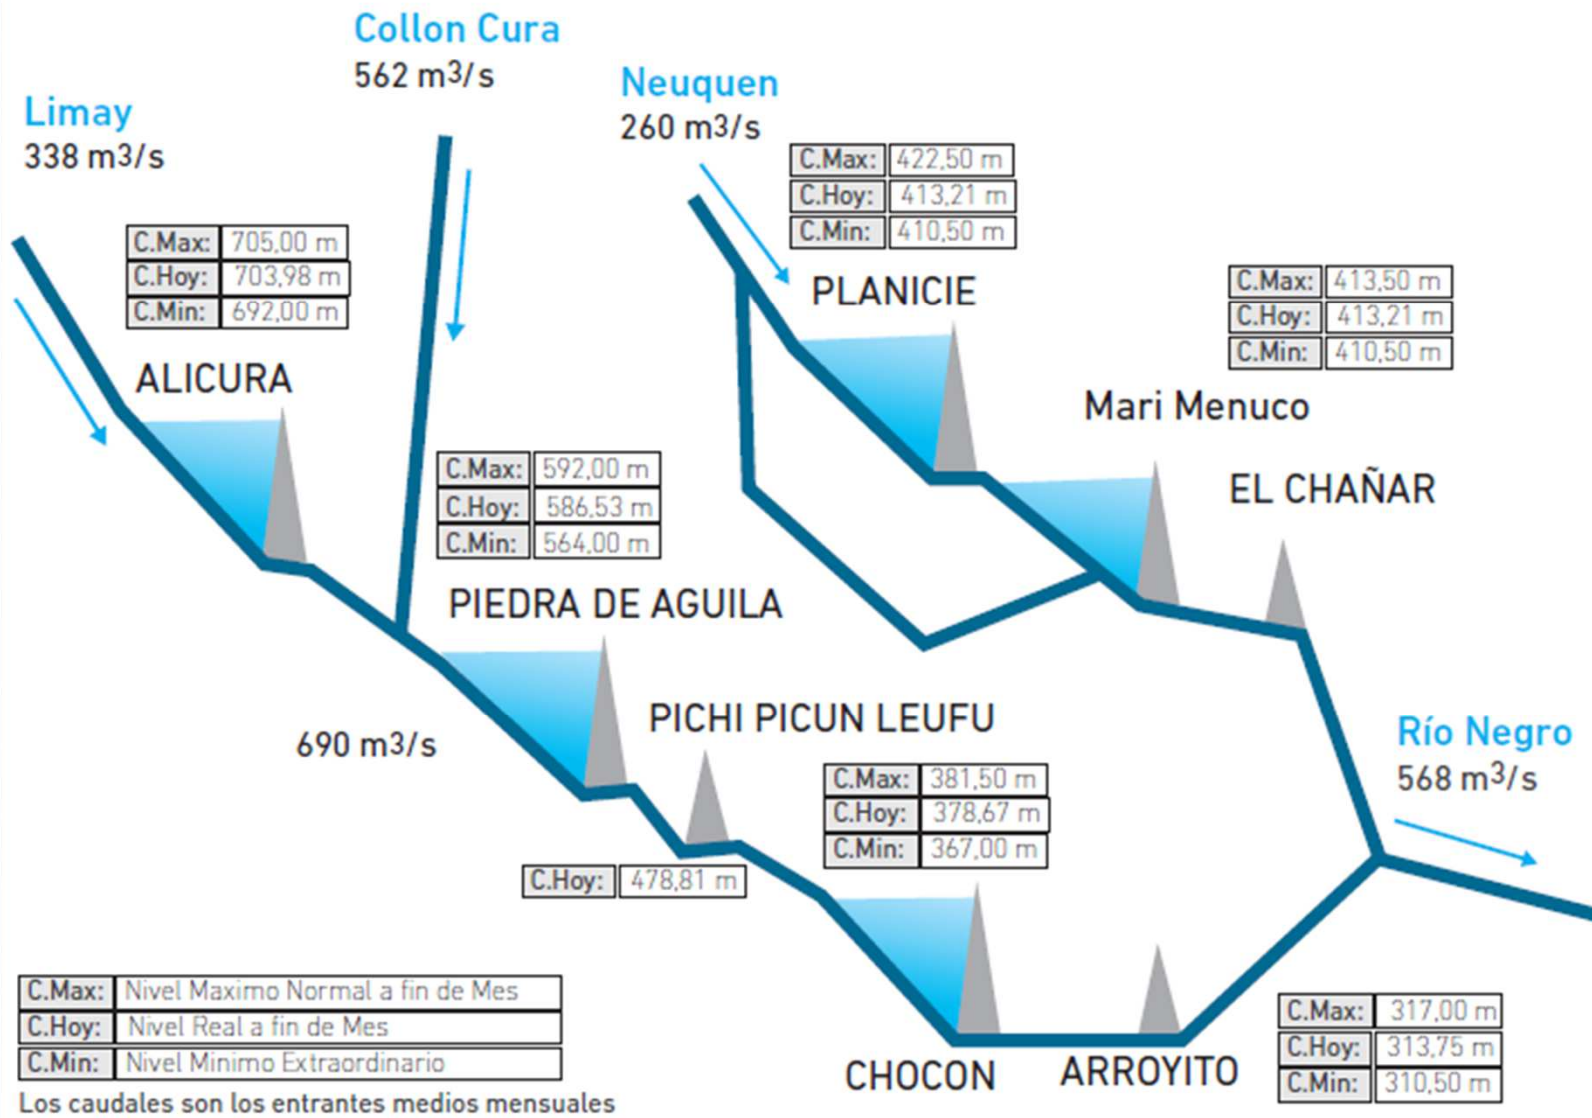 Collon Cura
562 m3/s
Limay
338 m3/s
Neuquen
260 m3/s
C.Max: 422,50 m
C.Hoy: 413,21 m
C.Min: 410,50 m
PLANICIE
C.Max: 705,00 m
C.Hoy: 703,98 m
C.Min: 692,00 m
ALICURA
C.Max: 413,50 m
C.Hoy: 413,21 m
C.Min: 410,50 m
Mari Menuco
EL CHAÑAR
C.Max: 592,00 m
C.Hoy: 586,53 m
C.Min: 564,00 m
PIEDRA DE AGUILA
690 m3/s
PICHI PICUN LEUFU
C.Hoy: 478,81 m
C.Max: 381,50 m
C.Hoy: 378,67 m
C.Min: 367,00 m
Río Negro
568 m3/s
CHOCON
ARROYITO
C.Max: 317,00 m
C.Hoy: 313,75 m
C.Min: 310,50 m
C.Max: Nivel Maximo Normal a fin de Mes
C.Hoy: Nivel Real a fin de Mes
C.Min: Nivel Minimo Extraordinario
Los caudales son los entrantes medios mensuales